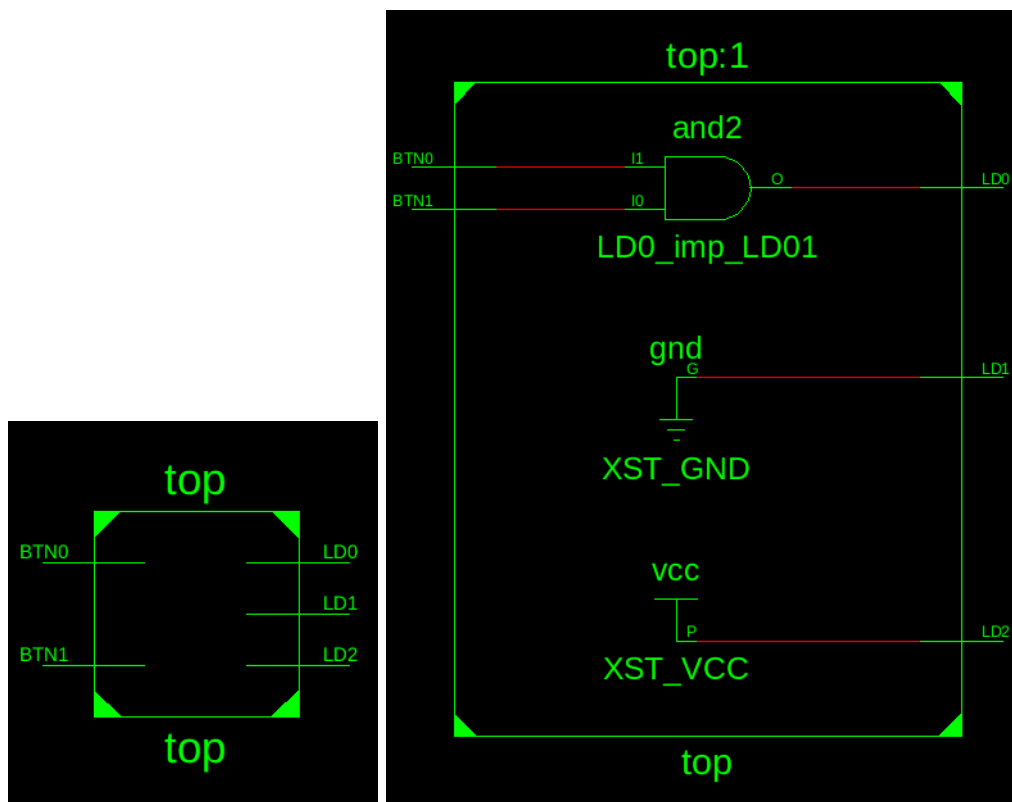 top
BTN0
LD0
LD1
BTN1
LD2
top
top:1
and2
BTN0
I1
O
LD0
BTN1
I0
LD0_imp_LD01
gnd
G
LD1
XST_GND
vcc
P
LD2
XST_VCC
top